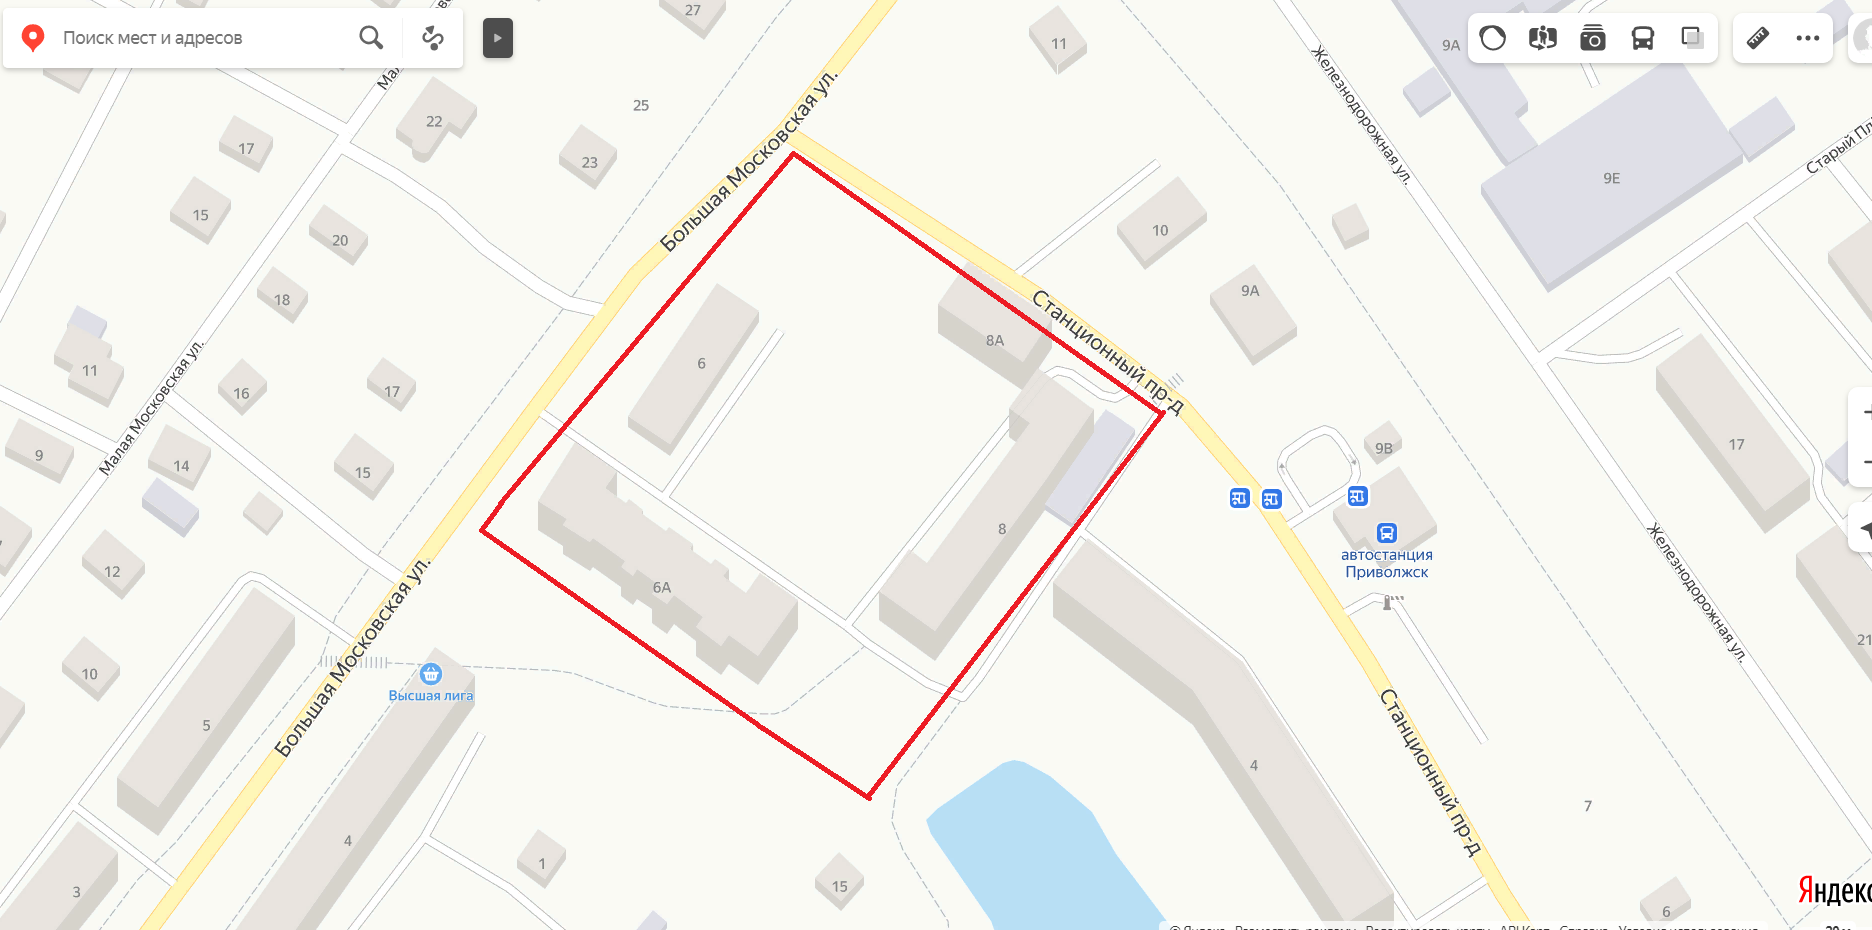 Поиск мест и адресов
27
11
9А
Железнодорожная ул.
25
22
17
23
Большая Московская ул.
9Е
Старый Пл
15
20
10
18
9А
Станционный пр-д
8А
6
11
Малая Московская ул.
17
16
9
14
15
9В
17
8
автостанция
Приволжск
12
6А
Железнодорожная ул.
21
10
Высшая лига
Большая Московская ул.
5
4
Станционный пр-д
4
7
3
1
15
6
Яндекс